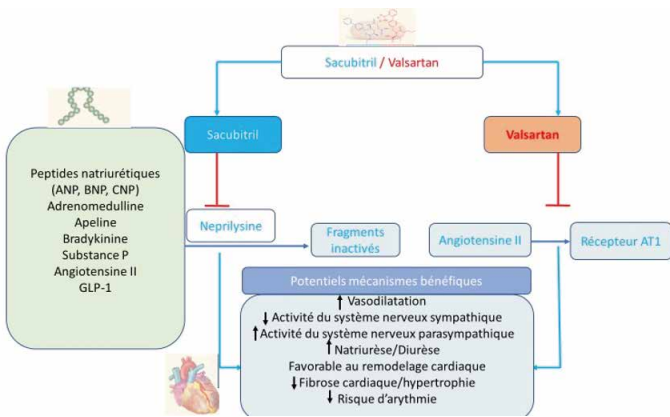 Sacubitril / Valsartan
Sacubitril
Valsartan
Peptides natriurétiques
(ANP, BNP, CNP)
Adrenomedulline
Apeline
Bradykinine
Substance P
Angiotensine II
GLP-1
Neprilysine
Fragments
inactivés
Angiotensine II
Récepteur AT1
Potentiels mécanismes bénéfiques
↑ Vasodilatation
↓ Activité du système nerveux sympathique
↑ Activité du système nerveux parasympathique
↑ Natriurèse/Diurèse
Favorable au remodelage cardiaque
↓ Fibrose cardiaque/hypertrophie
↓ Risque d'arythmie